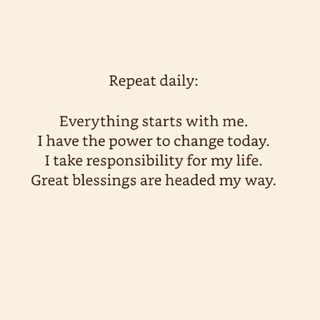 Repeat daily:
Everything starts with me.
I have the power to change today.
I take responsibility for my life.
Great blessings are headed my way.